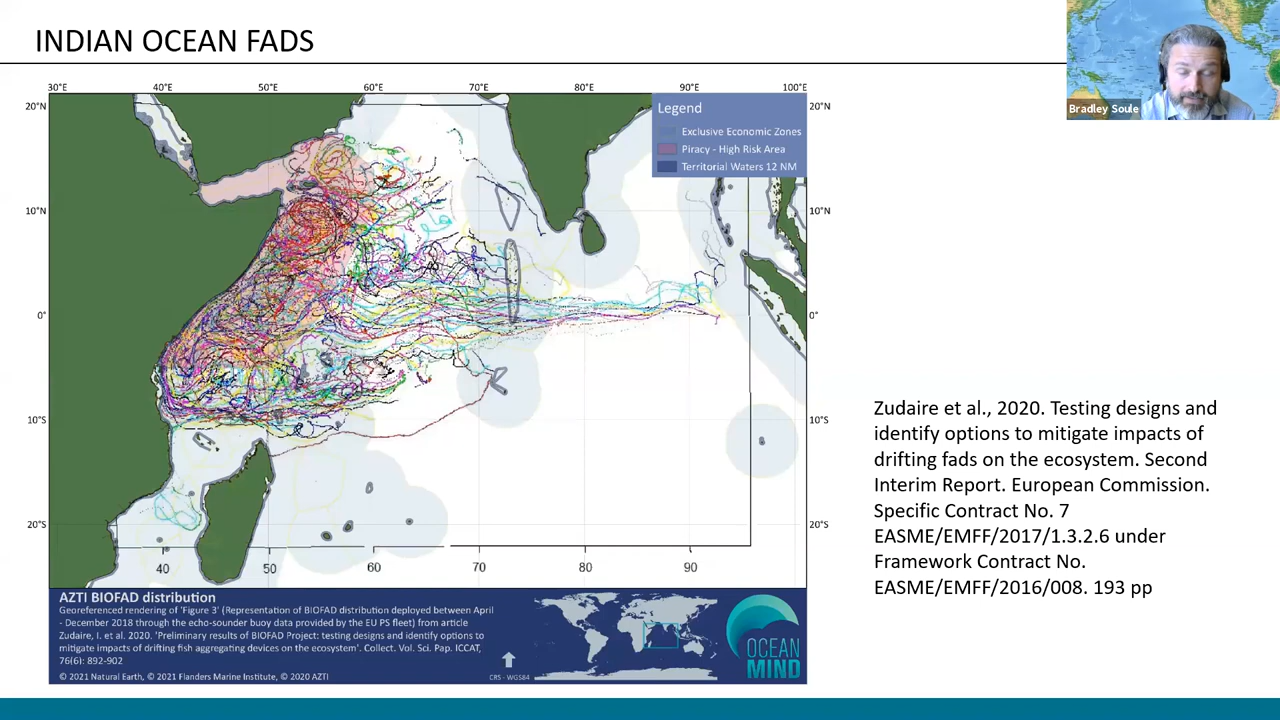 INDIAN OCEAN FADS
Bradley Soule
30°E 40°E 50°E 60°E 70°E 80°E 90°E 100°E
20°N 20°N
Legend
Exclusive Economic Zones
Piracy - High Risk Area
Territorial Waters 12 NM
10°N 10°N
0° 0°
10°S 10°S
20°S 20°S
40 50 60 70 80 90
Zudaire et al., 2020. Testing designs and
identify options to mitigate impacts of
drifting fads on the ecosystem. Second
Interim Report. European Commission.
Specific Contract No. 7
EASME/EMFF/2017/1.3.2.6 under
Framework Contract No.
EASME/EMFF/2016/008. 193 pp
AZTI BIOFAD distribution
Georeferenced rendering of 'Figure 3' (Representation of BIOFAD distribution deployed between April
- December 2018 through the echo-sounder buoy data provided by the EU PS fleet) from article
Zudaire, I. et al. 2020. 'Preliminary results of BIOFAD Project: testing designs and identify options to
mitigate impacts of drifting fish aggregating devices on the ecosystem'. Collect. Vol. Sci. Pap. ICCAT,
76(6): 892-902
© 2021 Natural Earth, © 2021 Flanders Marine Institute, © 2020 AZTI
CRS - WGS84
OCEAN
MIND